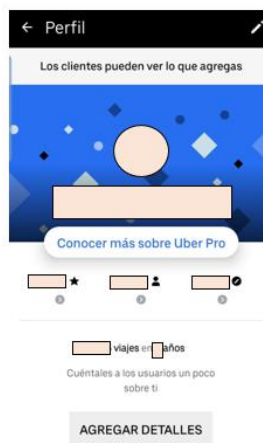 Perfil
Los clientes pueden ver lo que agregas
Conocer más sobre Uber Pro
viajes en años
Cuéntales a los usuarios un poco
sobre ti
AGREGAR DETALLES